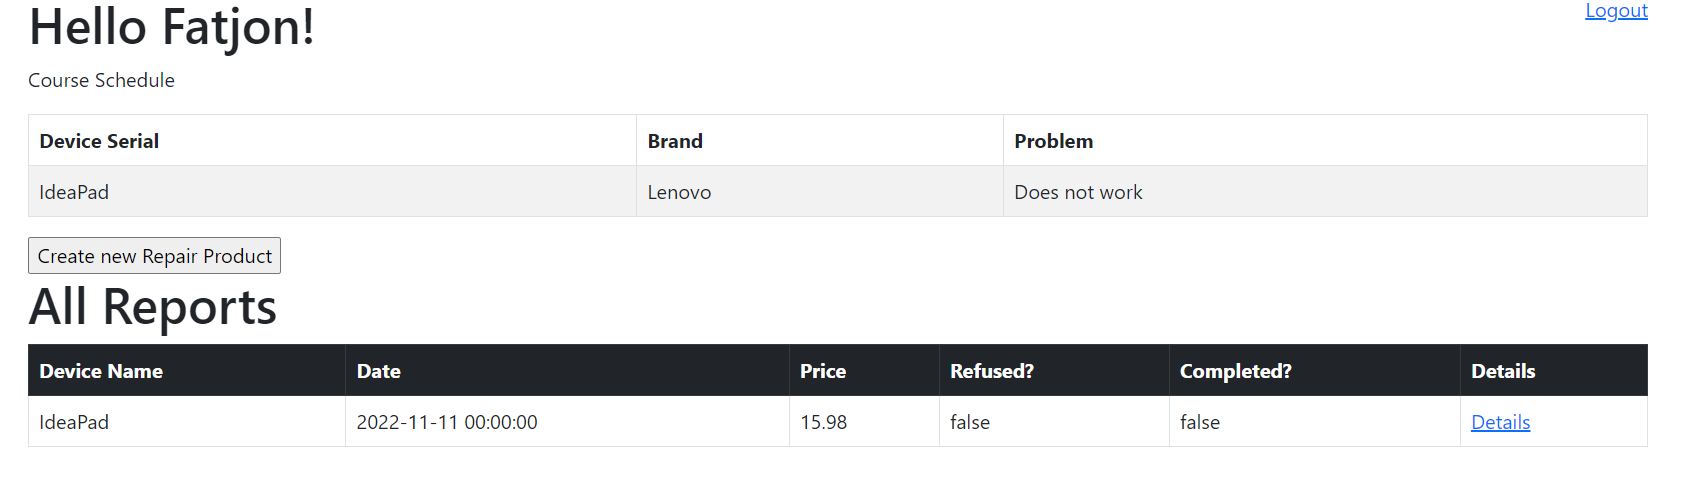 Hello Fatjon!
Logout
Course Schedule
Device Serial Brand Problem
IdeaPad Lenovo Does not work
Create new Repair Product
All Reports
Device Name Date Price Refused? Completed? Details
IdeaPad 2022-11-11 00:00:00 15.98 false false Details